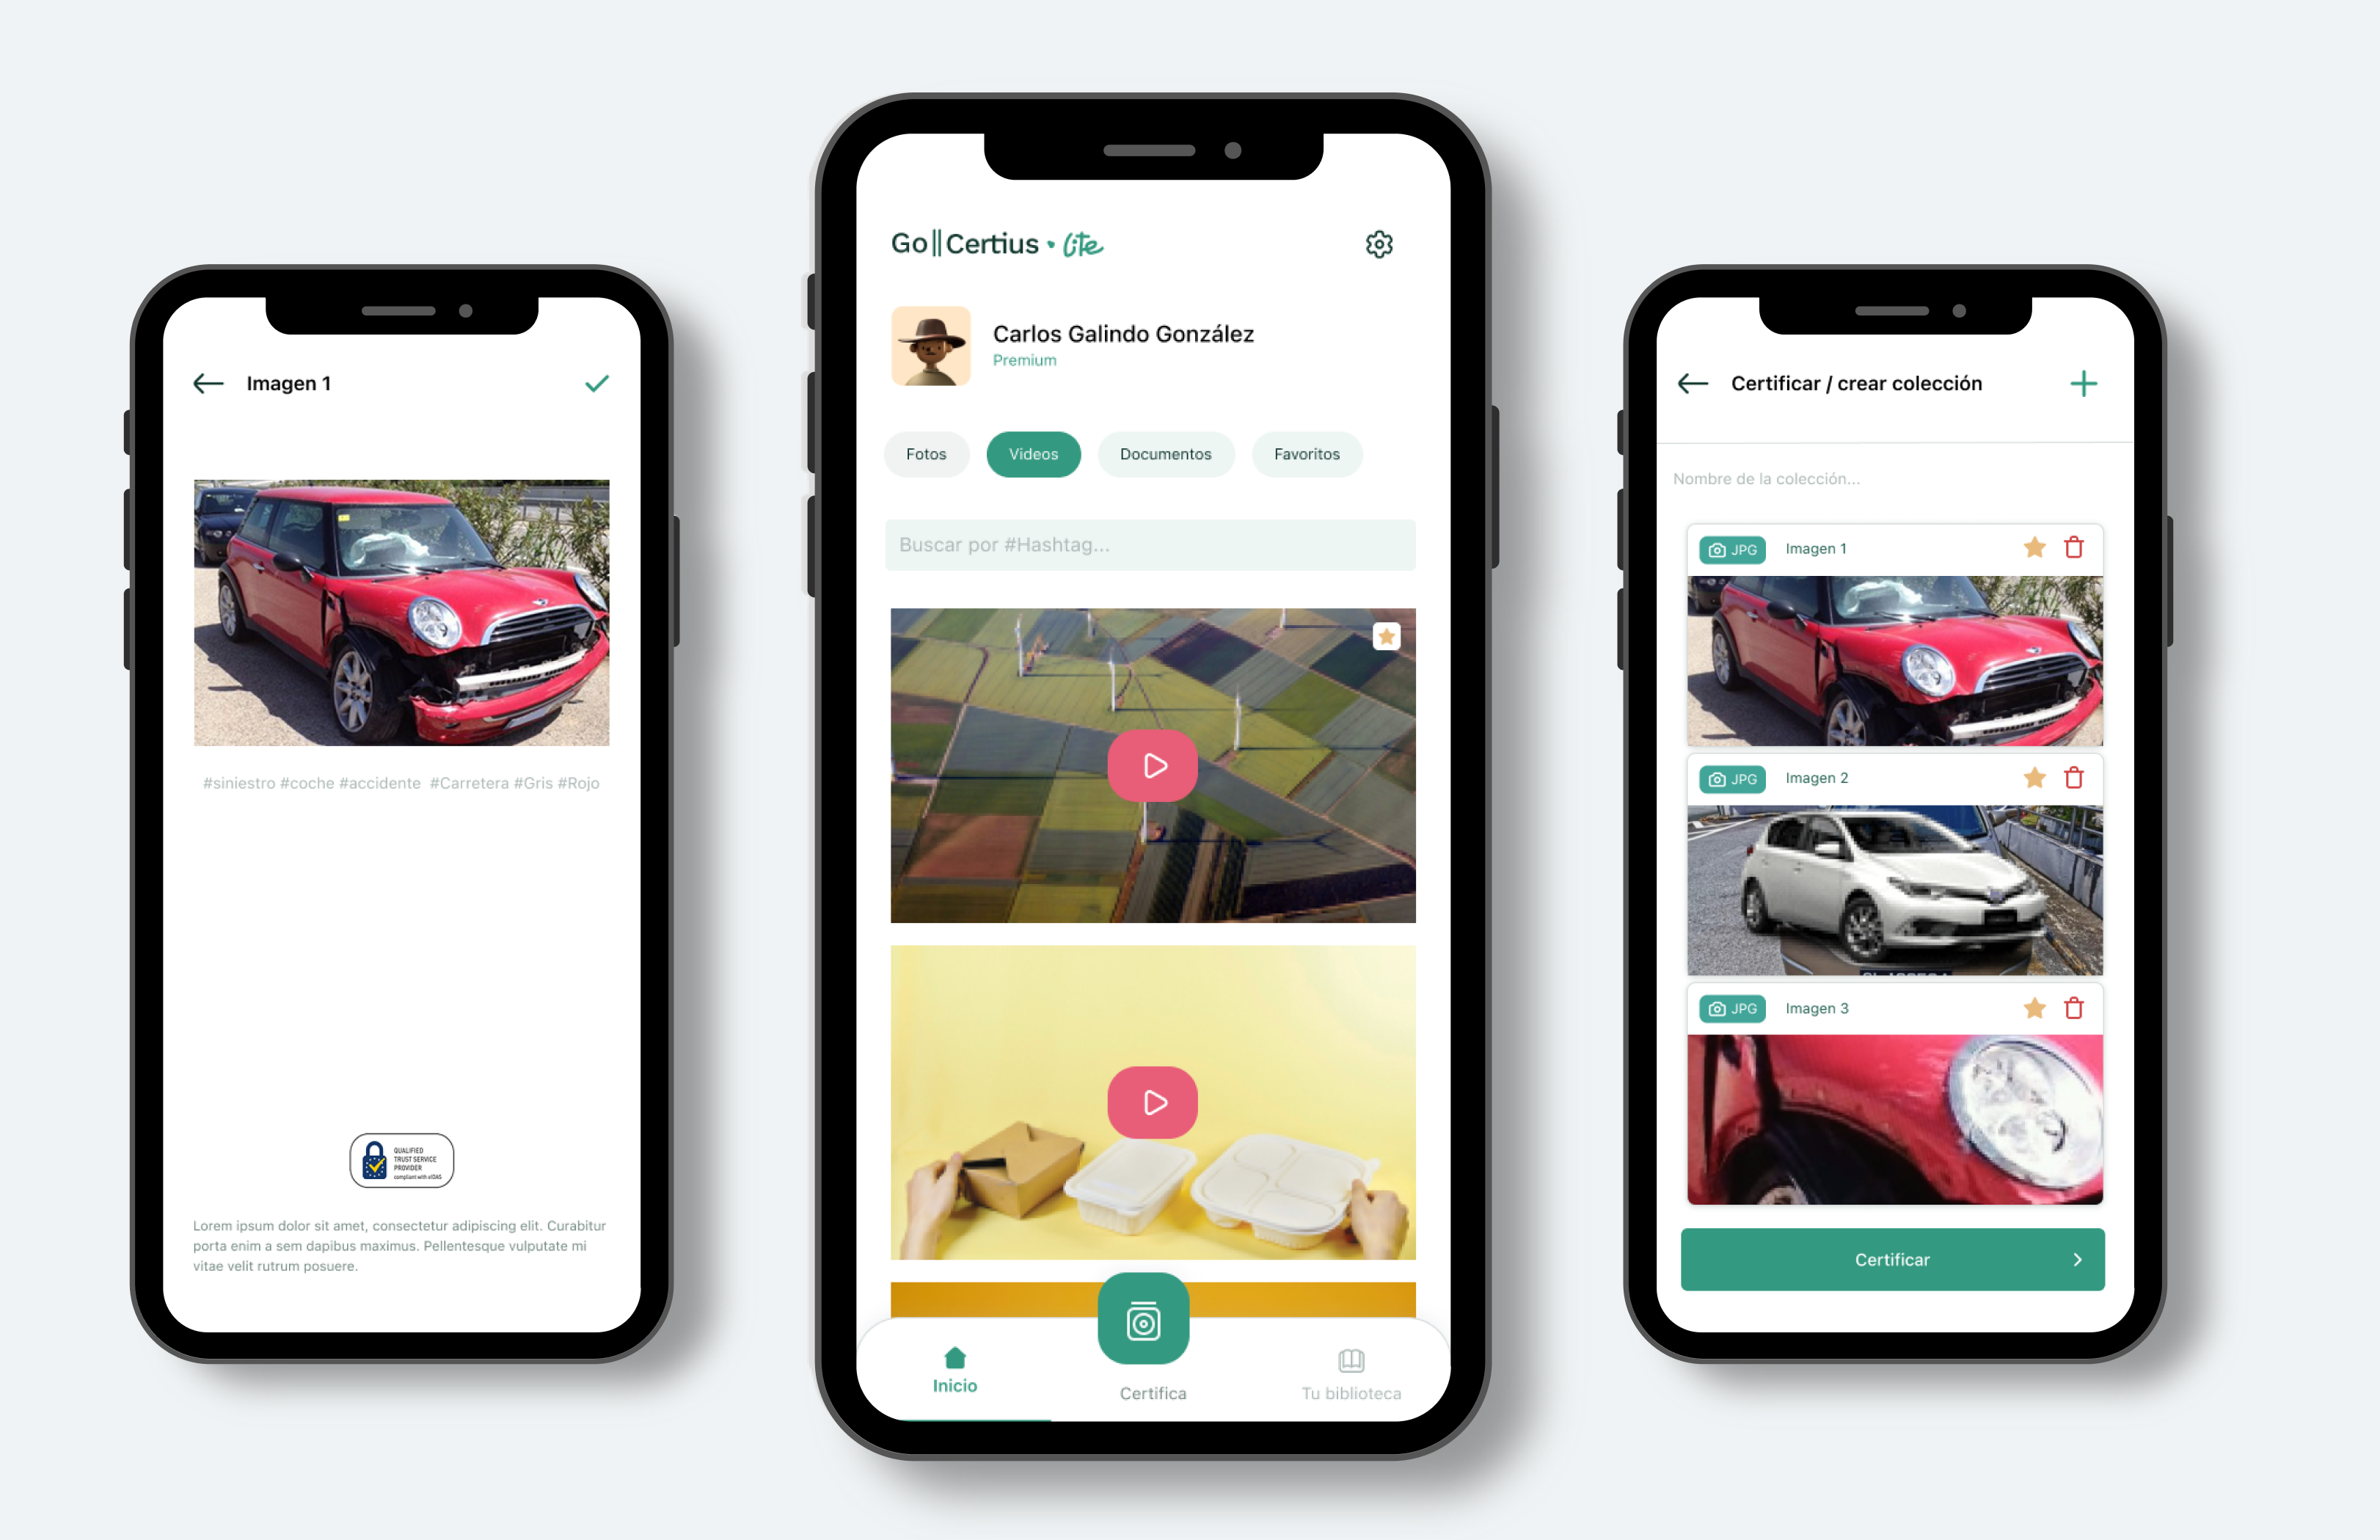 Imagen 1
#siniestro #coche #accidente #Carretera #Gris #Rojo
QUALIFIED
TRUST SERVICE
PROVIDER
compliant with eIDAS
Lorem ipsum dolor sit amet, consectetur adipiscing elit. Curabitur
porta enim a sem dapibus maximus. Pellentesque vulputate mi
vitae velit rutrum posuere.
Go||Certius · lite
Carlos Galindo González
Premium
Fotos Videos Documentos Favoritos
Buscar por #Hashtag...
Inicio Certifica Tu biblioteca
Certificar / crear colección
Nombre de la colección...
JPG Imagen 1
JPG Imagen 2
JPG Imagen 3
Certificar